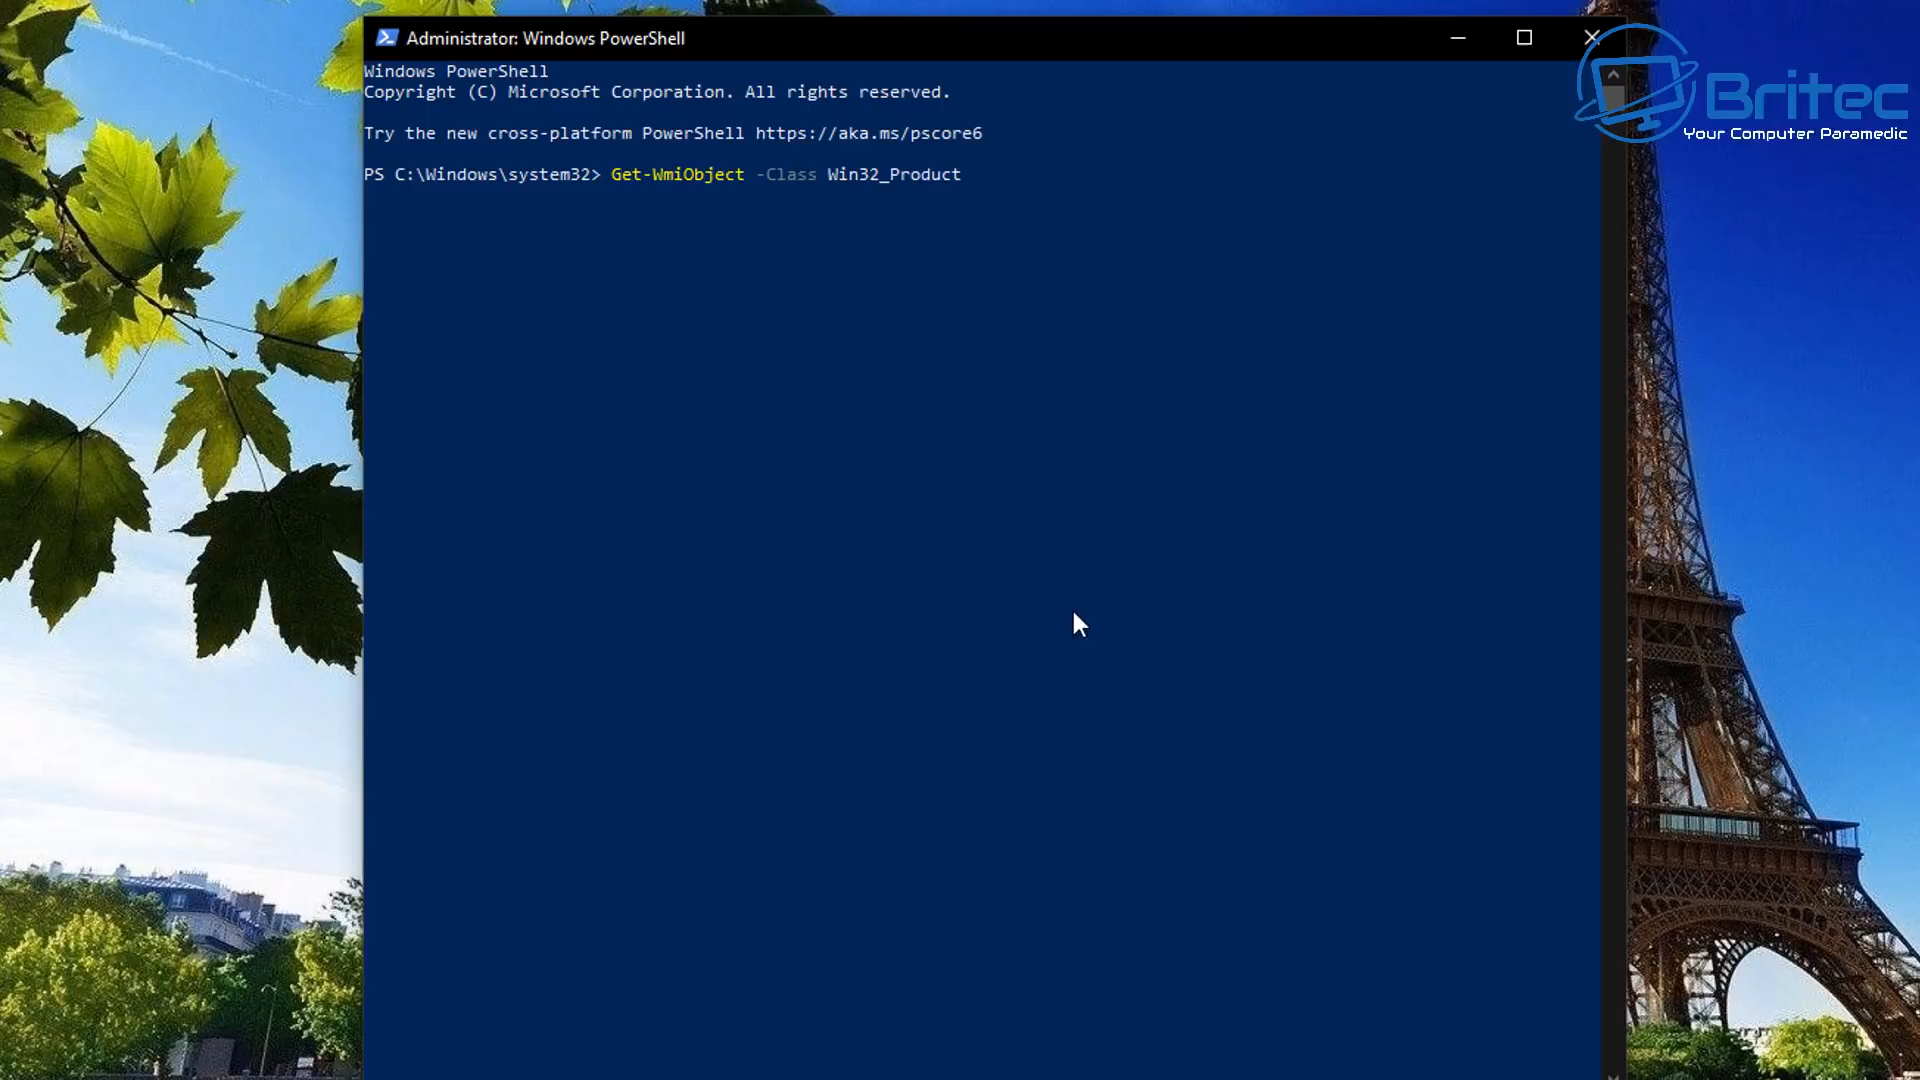 Administrator: Windows PowerShell
Windows PowerShell
Copyright (C) Microsoft Corporation. All rights reserved.
Try the new cross-platform PowerShell https://aka.ms/pscore6
PS C:\Windows\system32> Get-WmiObject -Class Win32_Product
Britec
Your Computer Paramedic